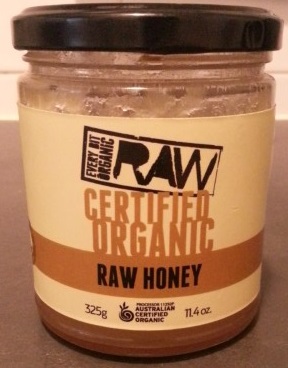 EVERY BIT
ORGANIC
RAW
CERTIFIED
ORGANIC
RAW HONEY
325g
AUSTRALIAN
CERTIFIED
ORGANIC
11.4 oz.